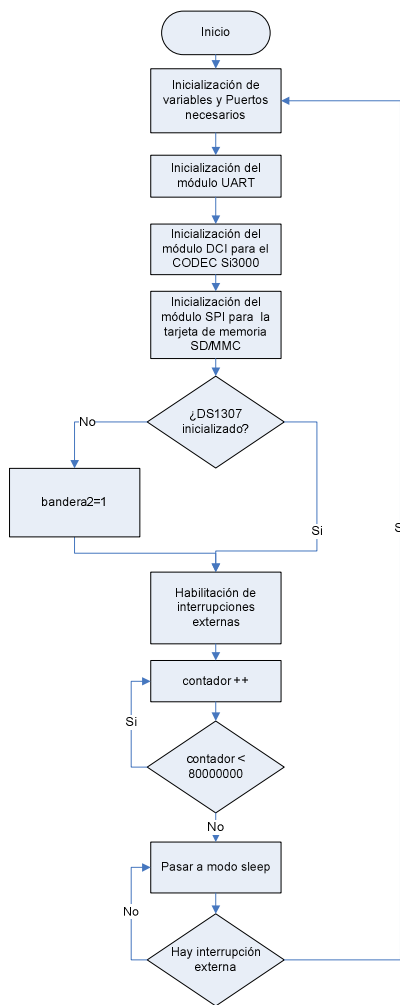 Inicio
Inicialización de
variables y Puertos
necesarios
Inicialización del
módulo UART
Inicialización del
módulo DCI para el
CODEC Si3000
Inicialización del
módulo SPI para la
tarjeta de memoria
SD/MMC
¿DS1307
inicializado?
No
bandera2=1
Si
Habilitación de
interrupciones
externas
contador++
Si
contador <
80000000
No
Pasar a modo sleep
No
Hay interrupción
externa